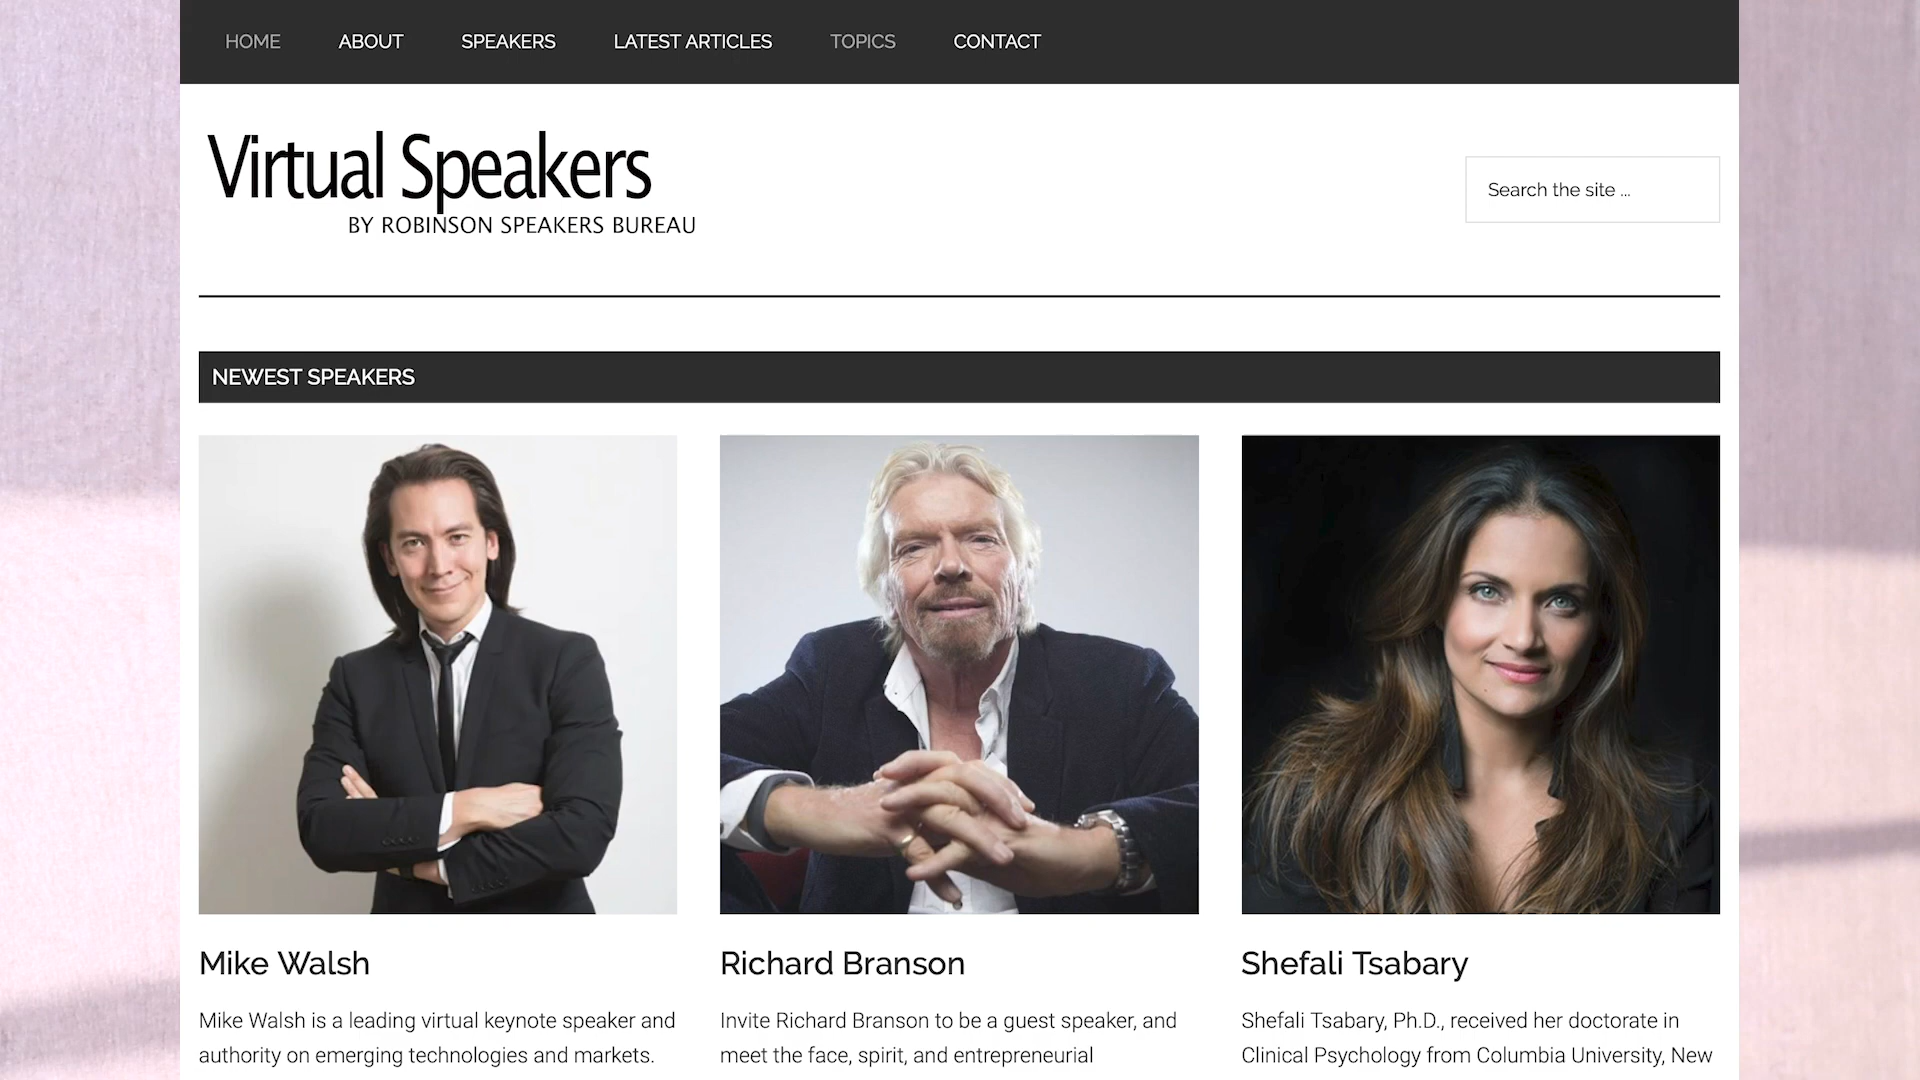 HOME ABOUT SPEAKERS LATEST ARTICLES TOPICS CONTACT
Virtual Speakers
BY ROBINSON SPEAKERS BUREAU
Search the site ...
NEWEST SPEAKERS
Mike Walsh
Mike Walsh is a leading virtual keynote speaker and
authority on emerging technologies and markets.
Richard Branson
Invite Richard Branson to be a guest speaker, and
meet the face, spirit, and entrepreneurial
Shefali Tsabary
Shefali Tsabary, Ph.D., received her doctorate in
Clinical Psychology from Columbia University, New